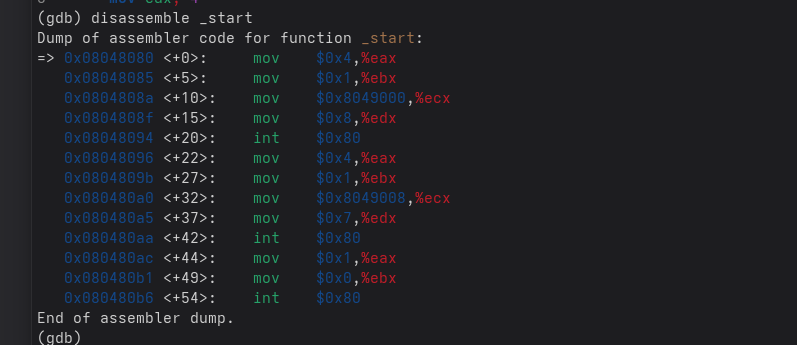 (gdb) disassemble _start
Dump of assembler code for function _start:
=> 0x08048080 <+0>:     mov    $0x4,%eax
   0x08048085 <+5>:     mov    $0x1,%ebx
   0x0804808a <+10>:    mov    $0x8049000,%ecx
   0x0804808f <+15>:    mov    $0x8,%edx
   0x08048094 <+20>:    int    $0x80
   0x08048096 <+22>:    mov    $0x4,%eax
   0x0804809b <+27>:    mov    $0x1,%ebx
   0x080480a0 <+32>:    mov    $0x8049008,%ecx
   0x080480a5 <+37>:    mov    $0x7,%edx
   0x080480aa <+42>:    int    $0x80
   0x080480ac <+44>:    mov    $0x1,%eax
   0x080480b1 <+49>:    mov    $0x0,%ebx
   0x080480b6 <+54>:    int    $0x80
End of assembler dump.
(gdb)